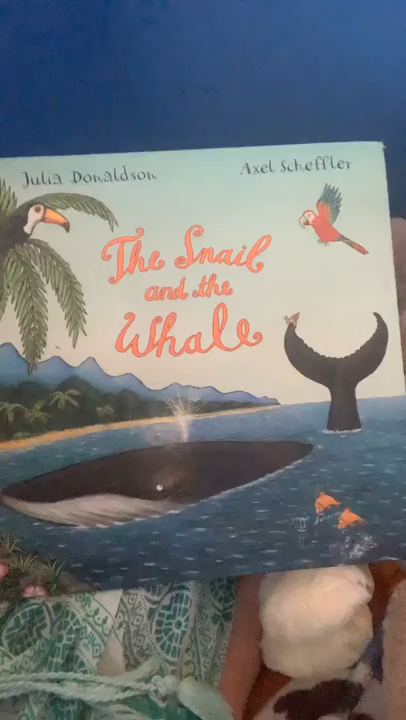 Julia Donaldson
Axel Scheffler
The Snail
and the
Whale